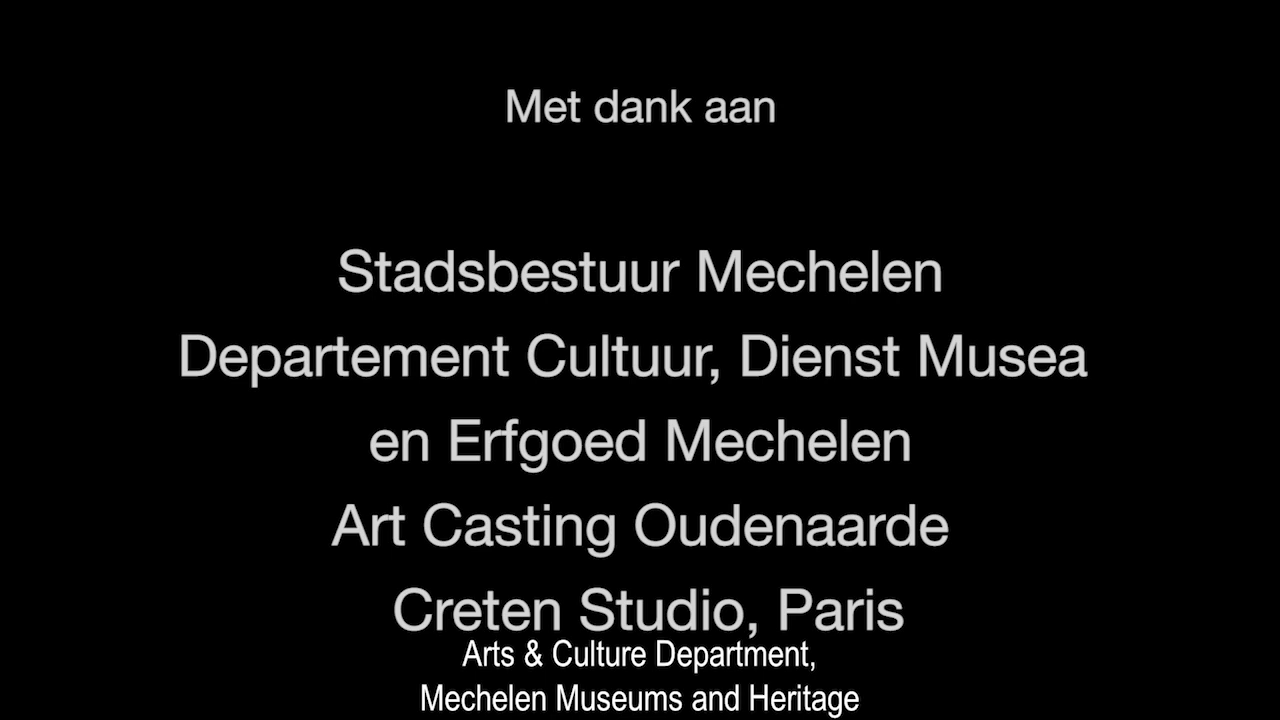 Met dank aan
Stadsbestuur Mechelen
Departement Cultuur, Dienst Musea
en Erfgoed Mechelen
Art Casting Oudenaarde
Creten Studio, Paris
Arts & Culture Department,
Mechelen Museums and Heritage